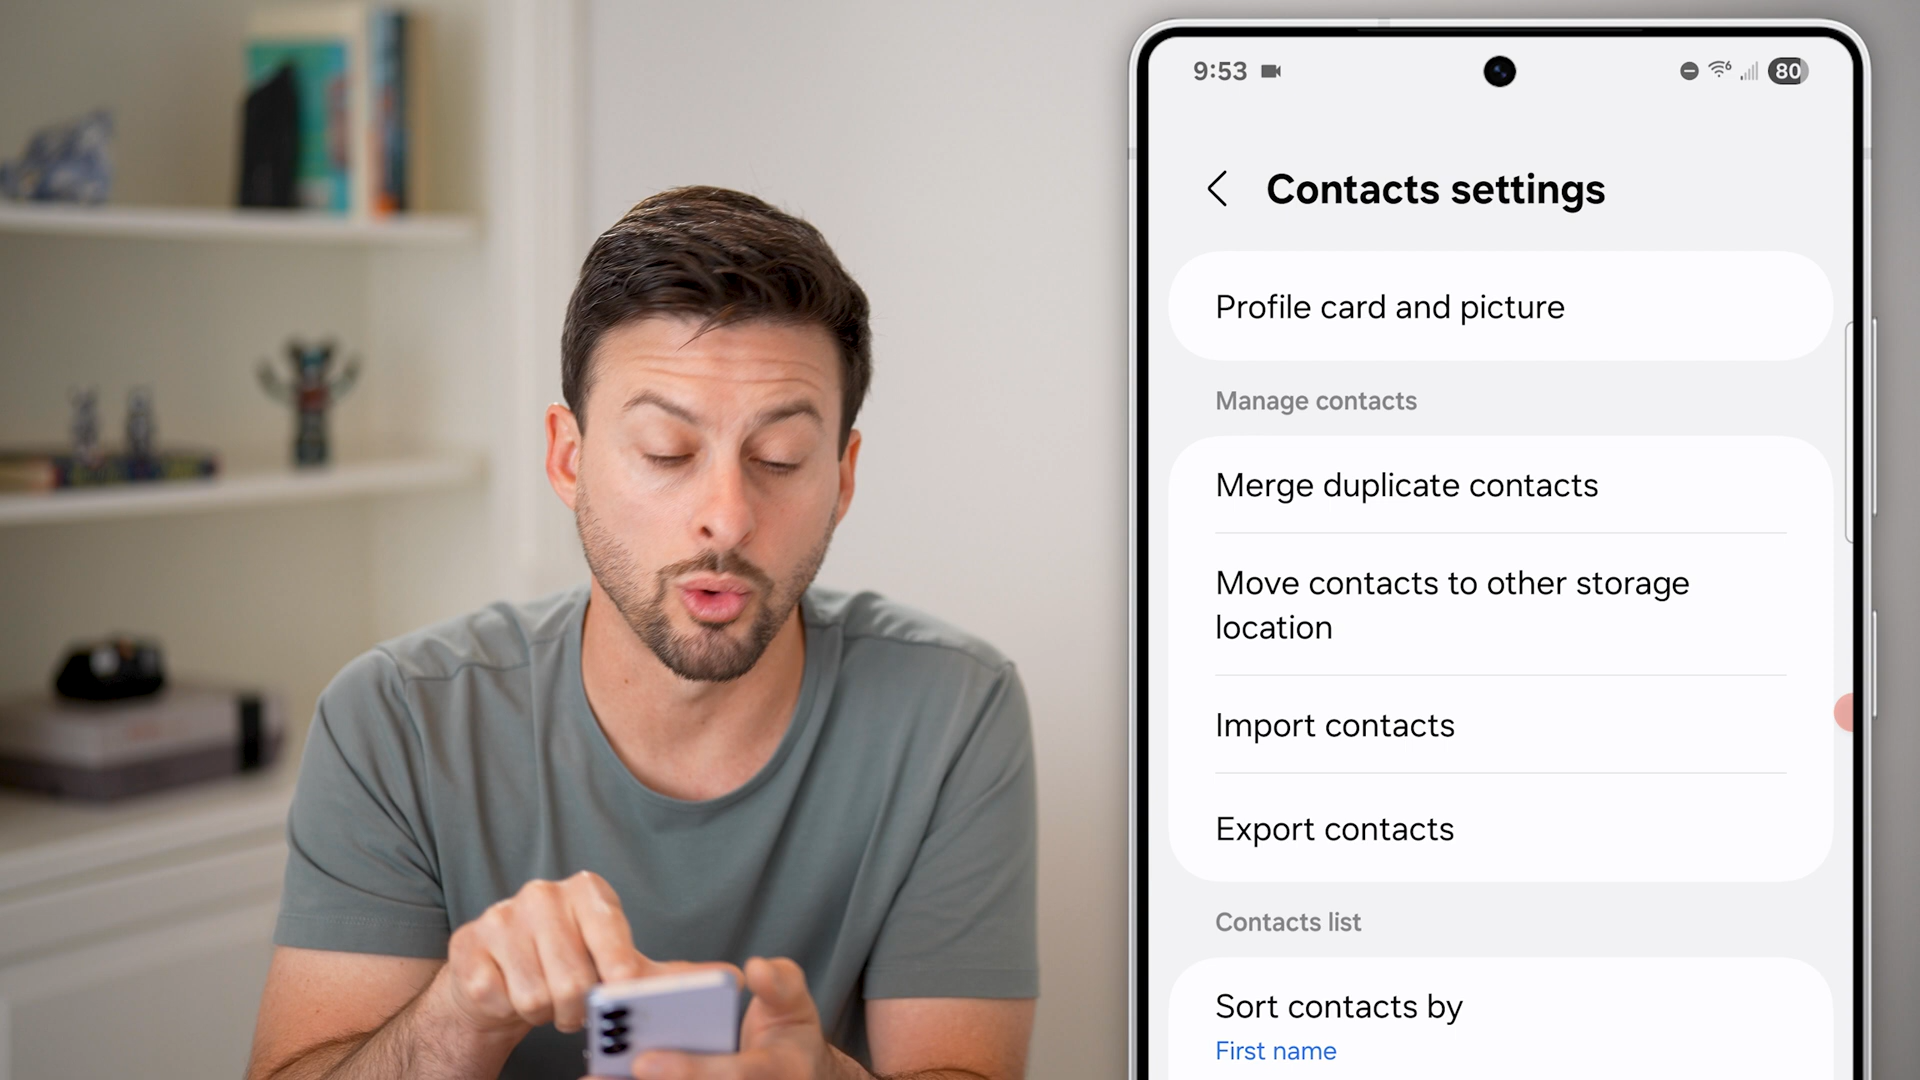 9:53
6
80
Contacts settings
Profile card and picture
Manage contacts
Merge duplicate contacts
Move contacts to other storage
location
Import contacts
Export contacts
Contacts list
Sort contacts by
First name